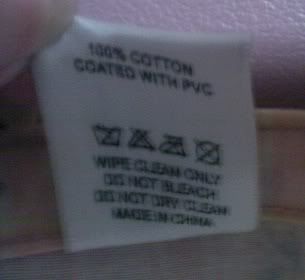 100% COTTON
COATED WITH PVC
WIPE CLEAN ONLY
DO NOT BLEACH
DO NOT DRY CLEAN
MADE IN CHINA